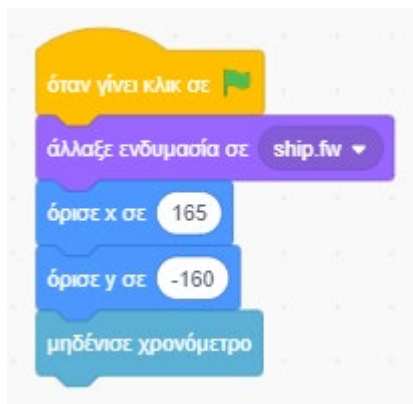 όταν γίνει κλικ σε
άλλαξε ενδυμασία σε ship.fw
όρισε x σε 165
όρισε y σε -160
μηδένισε χρονόμετρο